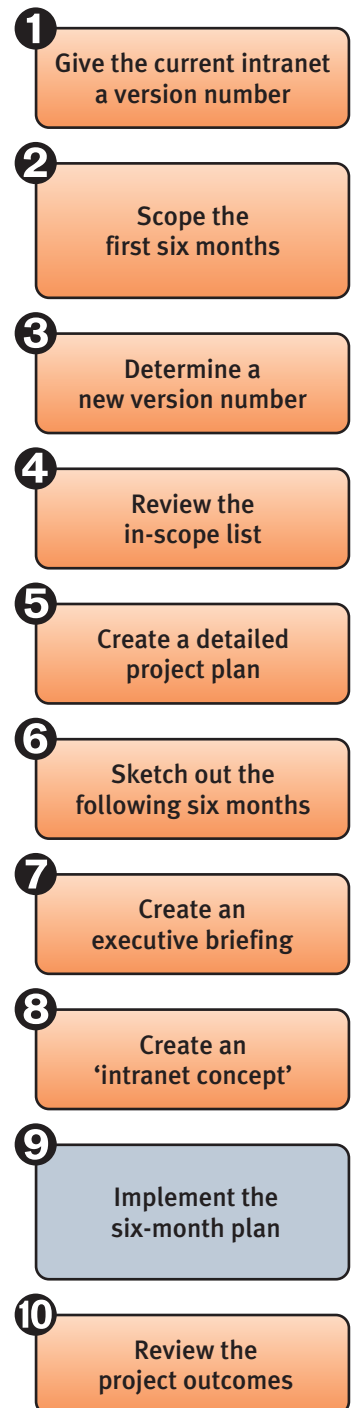 1
Give the current intranet
a version number
2
Scope the
first six months
3
Determine a
new version number
4
Review the
in-scope list
5
Create a detailed
project plan
6
Sketch out the
following six months
7
Create an
executive briefing
8
Create an
‘intranet concept’
9
Implement the
six-month plan
10
Review the
project outcomes